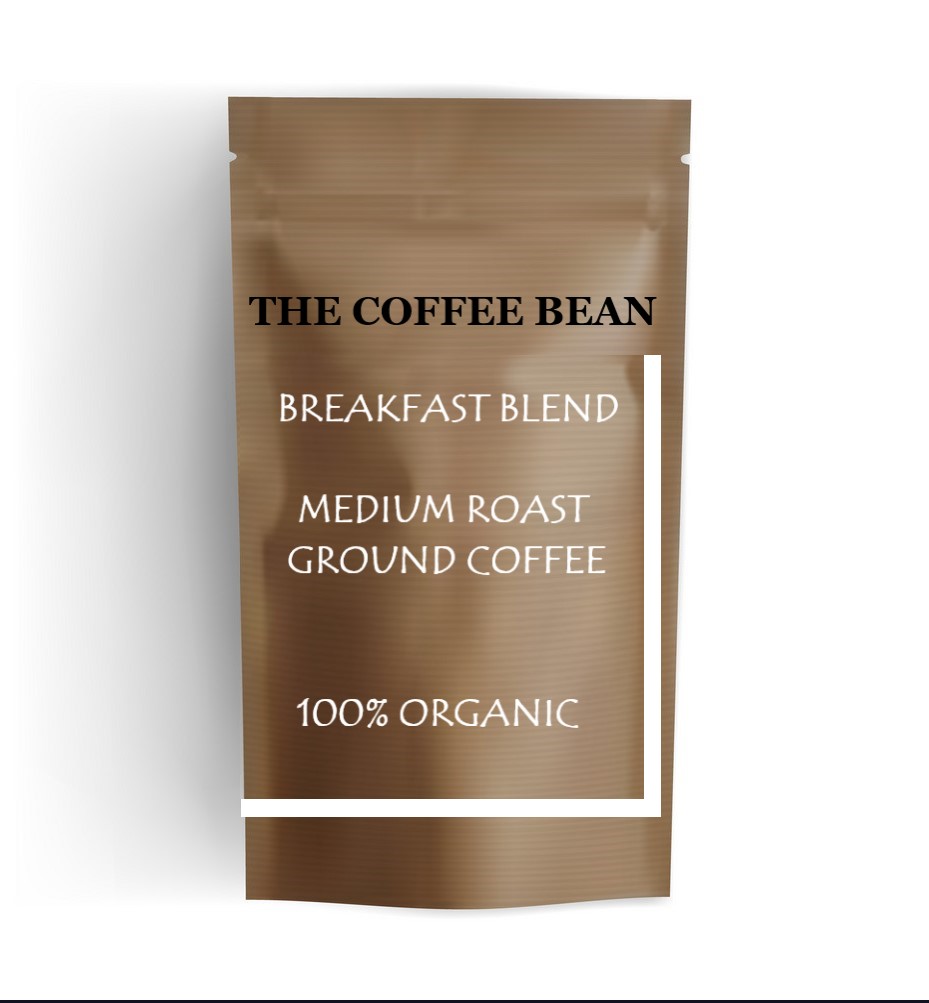 THE COFFEE BEAN
BREAKFAST BLEND
MEDIUM ROAST
GROUND COFFEE
100% ORGANIC